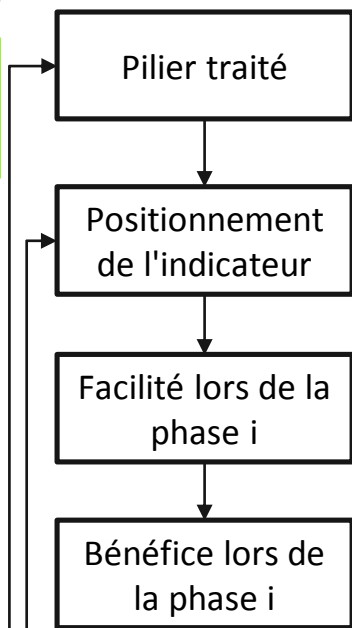 Pilier traité
Positionnement
de l'indicateur
Facilité lors de la
phase i
Bénéfice lors de
la phase i